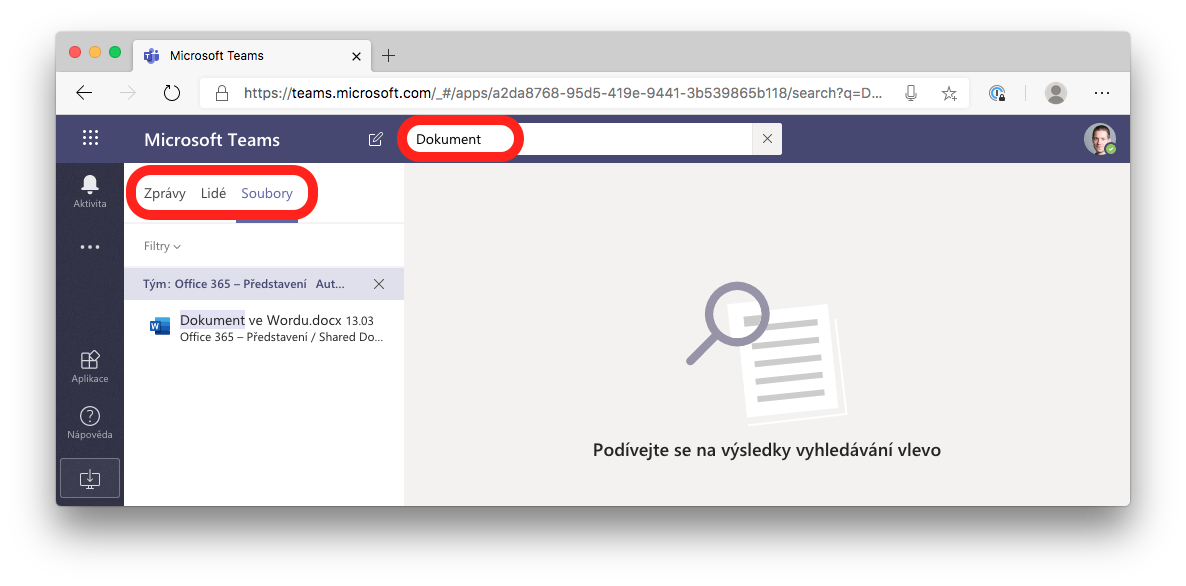 Microsoft Teams
https://teams.microsoft.com/_#/apps/a2da8768-95d5-419e-9441-3b539865b118/search?q=D...
Microsoft Teams
Dokument
Aktivita
Zprávy Lidé Soubory
Filtry
Tým: Office 365 – Představení Aut...
Dokument ve Wordu.docx 13.03
Office 365 – Představení / Shared Do...
Aplikace
Nápověda
Podívejte se na výsledky vyhledávání vlevo